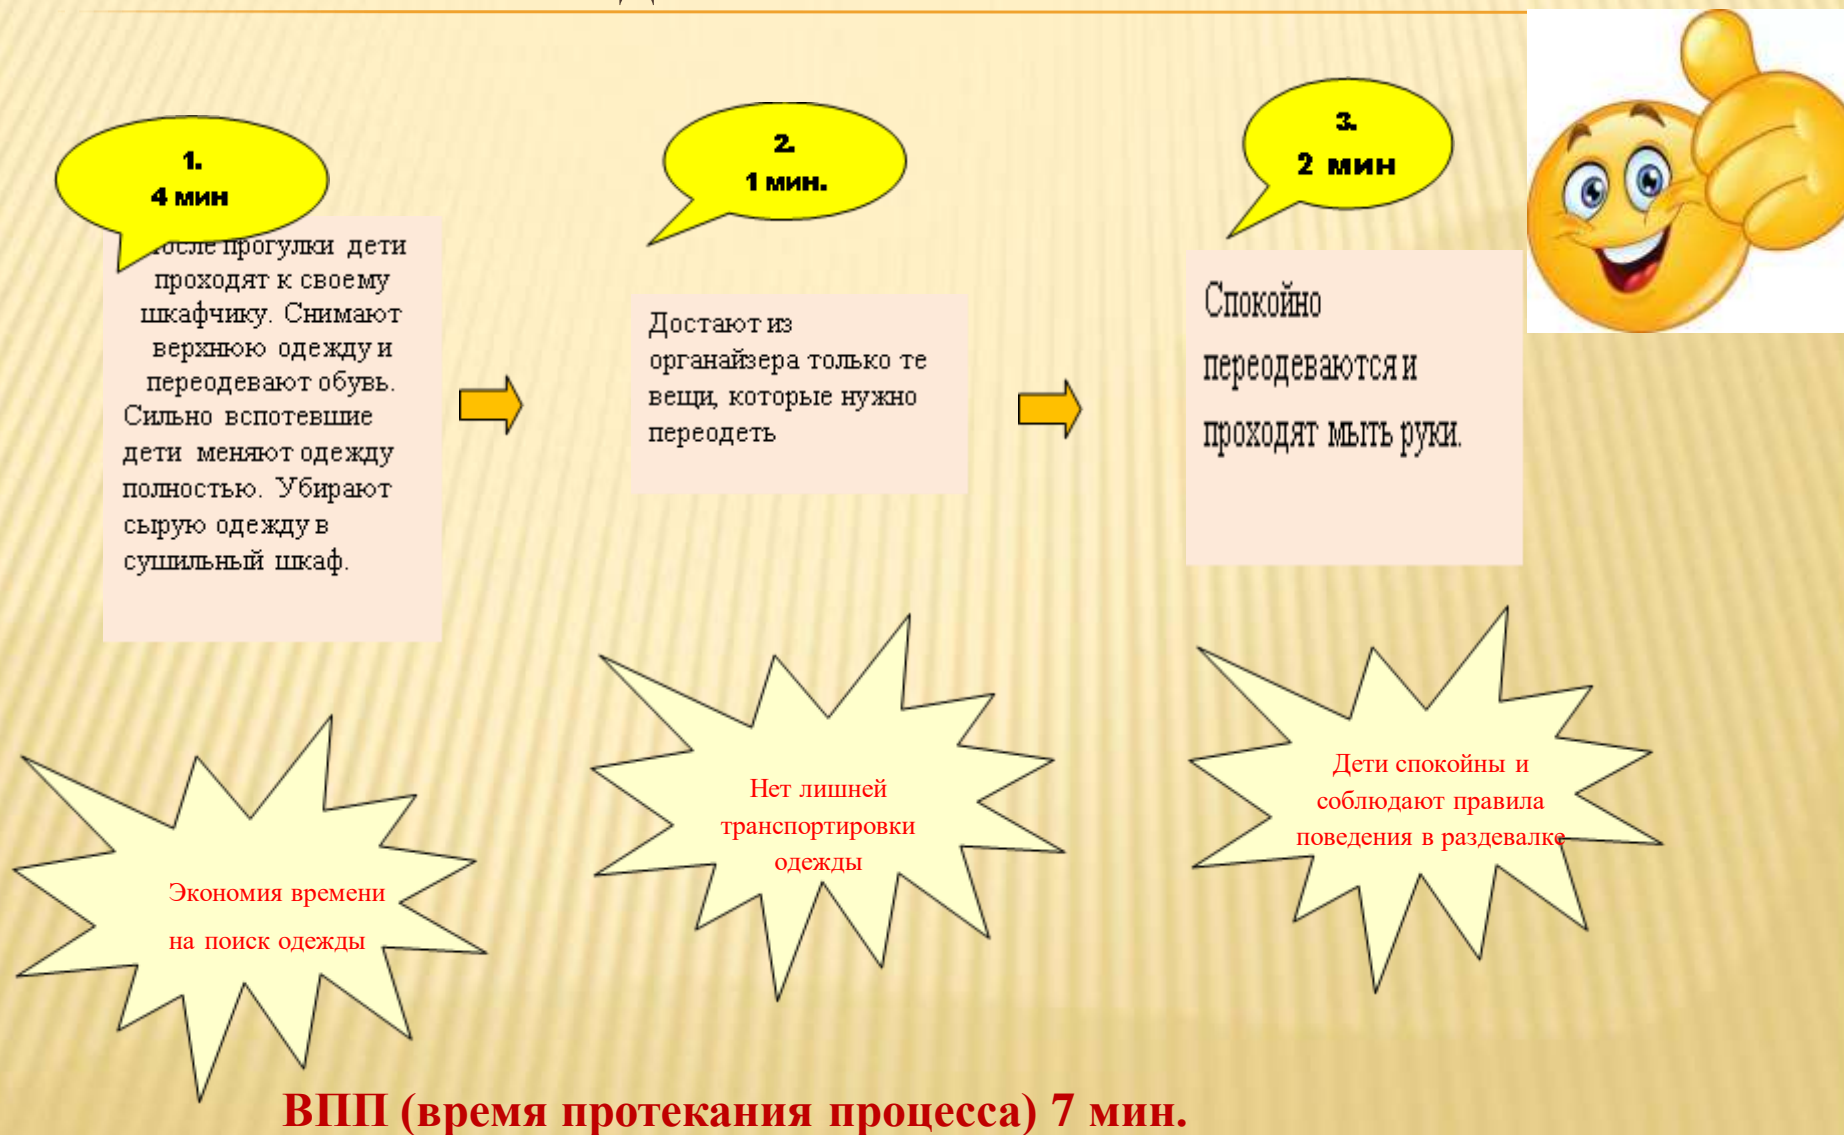 1.
4 мин
прогулки дети
проходят к своему
шкафчику. Снимают
верхнюю одежду и
переодевают обувь.
Сильно вспотевшие
дети меняют одежду
полностью. Убирают
сырую одежду в
сушильный шкаф.
2.
1 мин.
Достают из
органайзера только те
вещи, которые нужно
переодеть
3.
2 мин
Спокойно
переодеваются и
проходят мыть руки.
Экономия времени
на поиск одежды
Нет лишней
транспортировки
одежды
Дети спокойны и
соблюдают правила
поведения в раздевалке
ВПП (время протекания процесса) 7 мин.